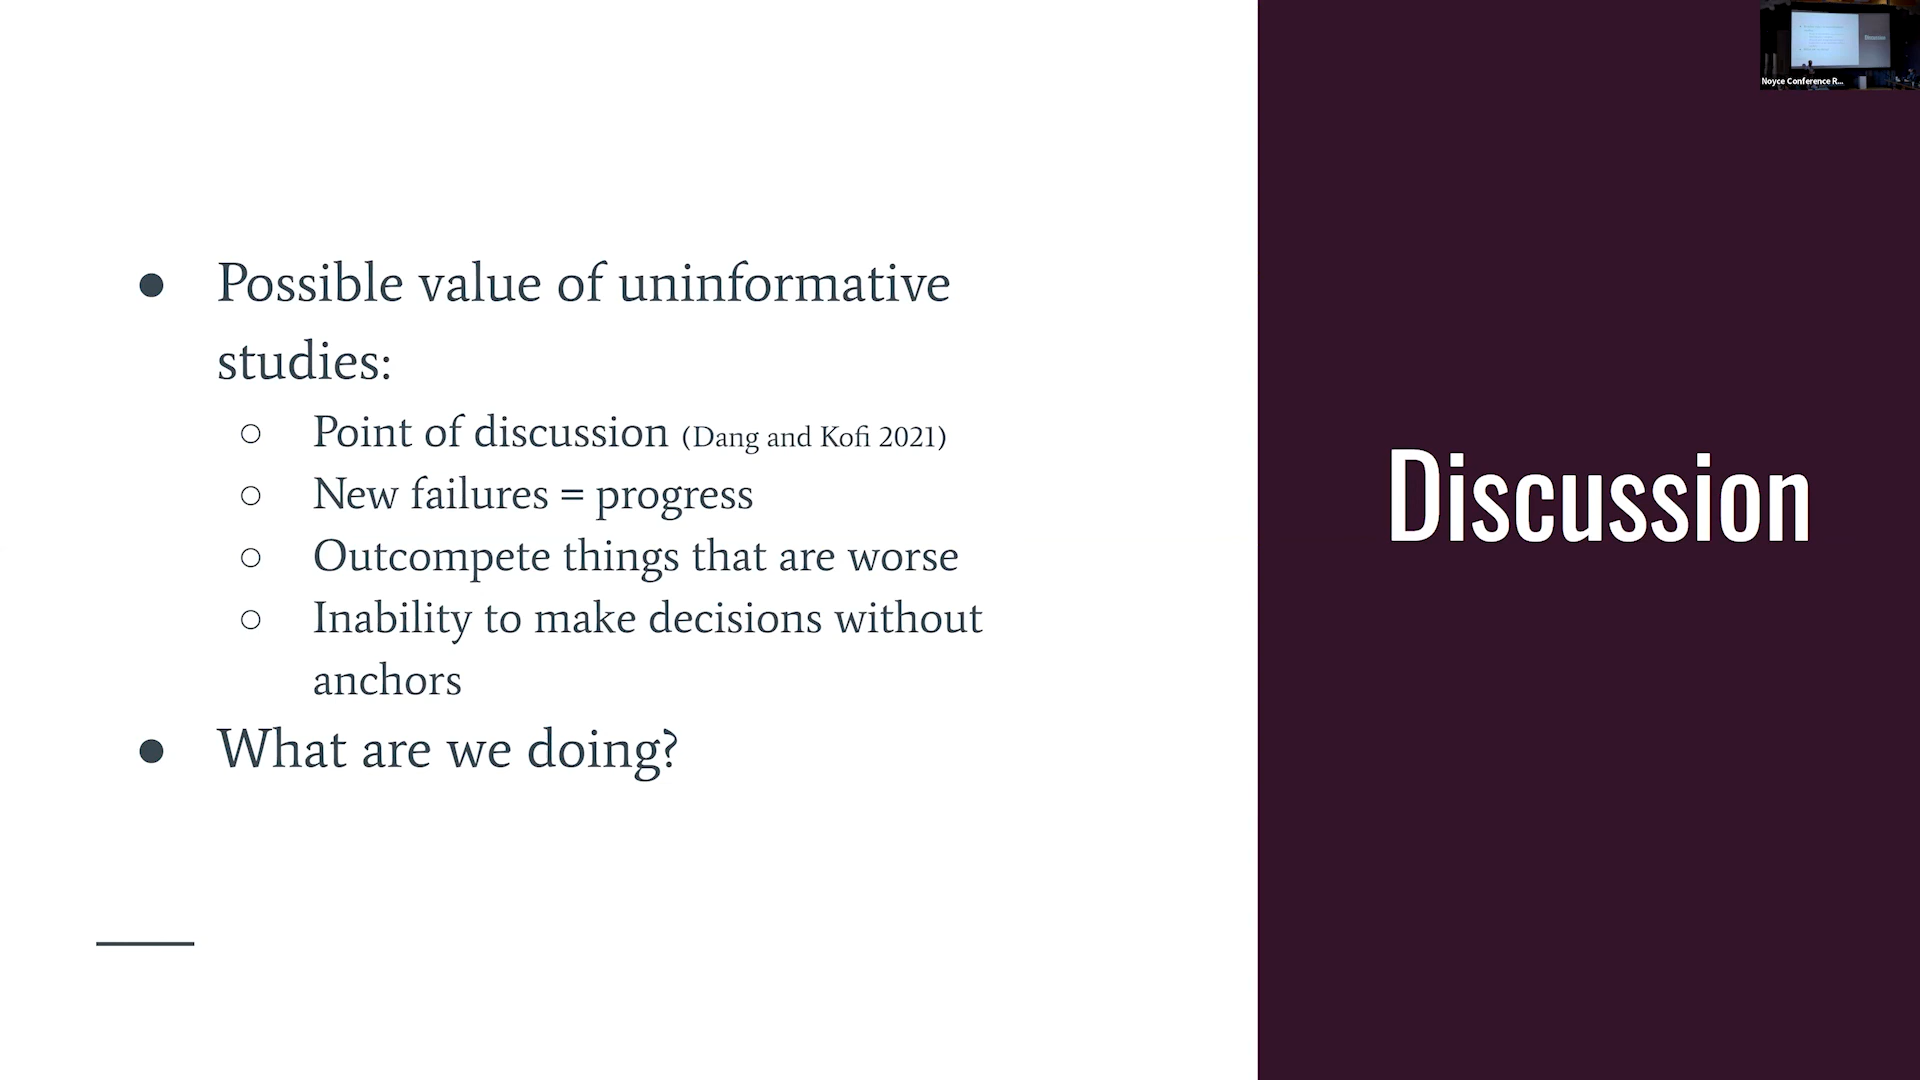 Noyce Conference R...
● Possible value of uninformative
studies:
○ Point of discussion (Dang and Kofi 2021)
○ New failures = progress
○ Outcompete things that are worse
○ Inability to make decisions without
anchors
● What are we doing?
Discussion